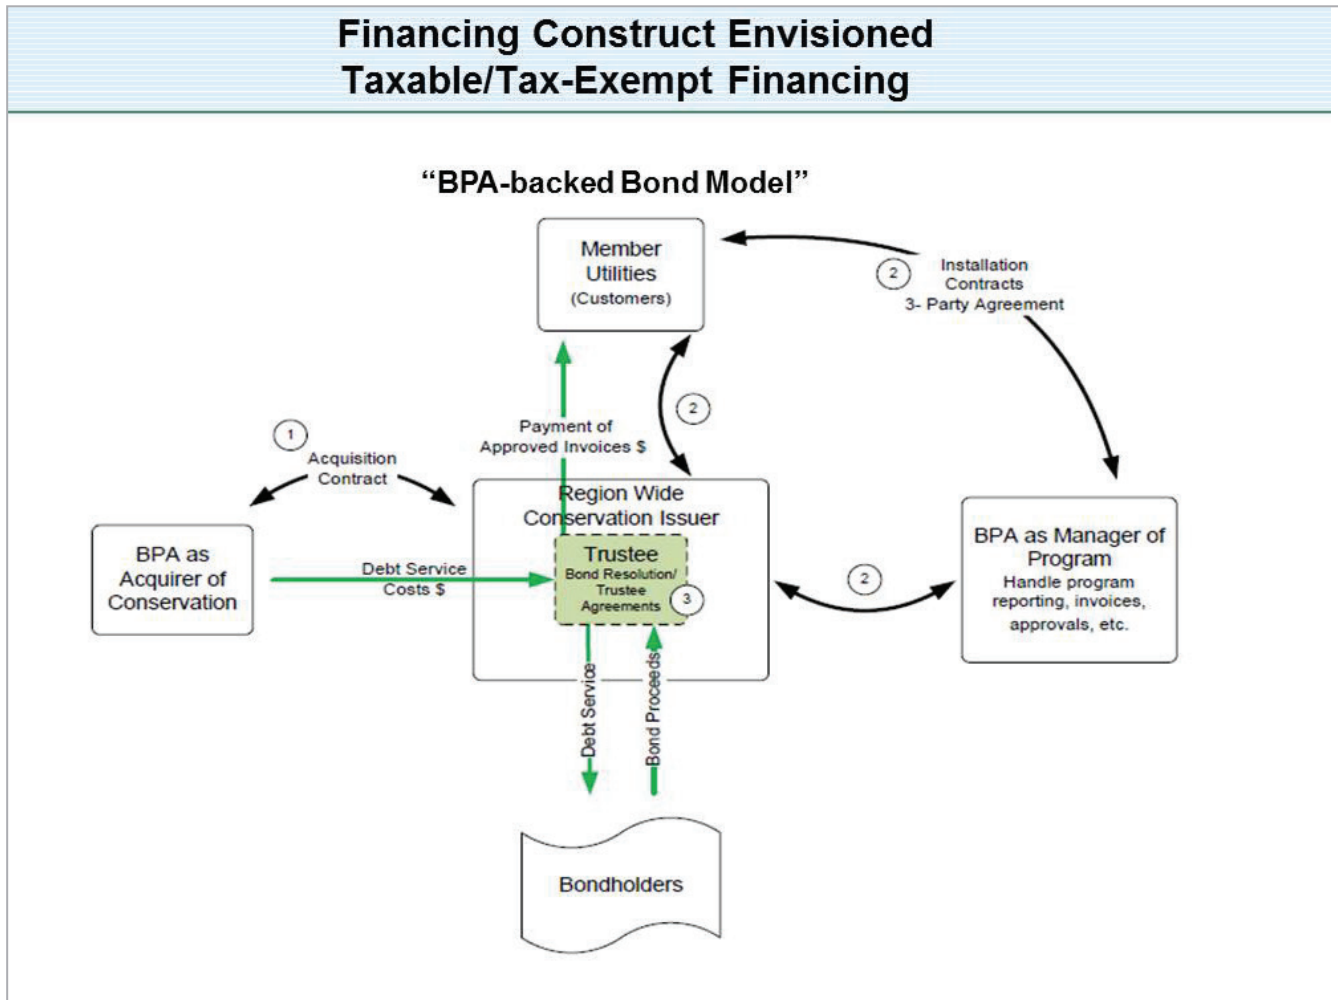 Financing Construct Envisioned
Taxable/Tax-Exempt Financing
“BPA-backed Bond Model”
Member
Utilities
(Customers)
2
Installation
Contracts
3- Party Agreement
2
1
Acquisition
Contract
Payment of
Approved Invoices $
Region Wide
Conservation Issuer
BPA as
Acquirer of
Conservation
Debt Service
Costs $
Trustee
Bond Resolution/
Trustee
Agreements
3
2
BPA as Manager of
Program
Handle program
reporting, invoices,
approvals, etc.
Debt Service
Bond Proceeds
Bondholders